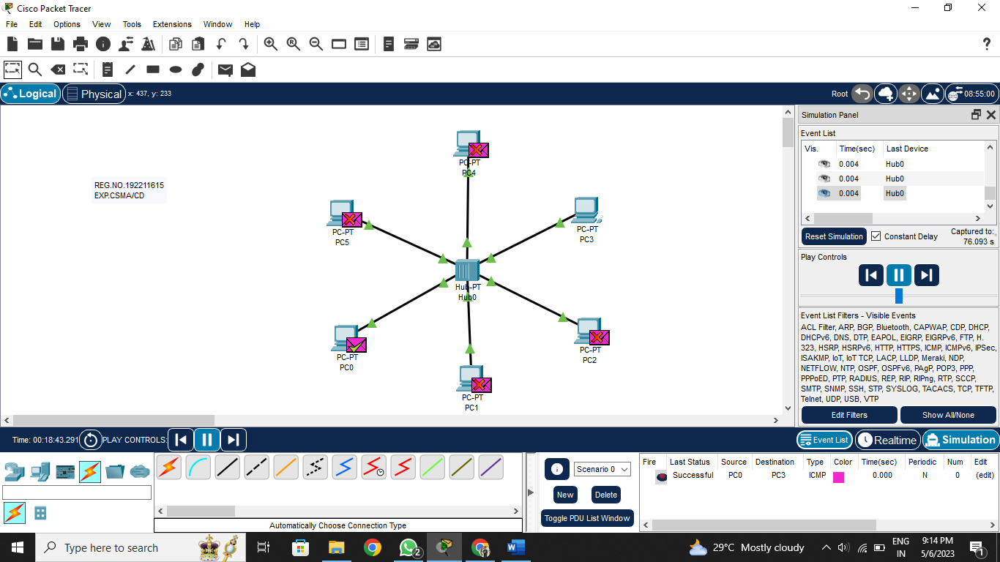 Cisco Packet Tracer
File Edit Options View Tools Extensions Window Help
Logical Physical x: 437, y: 233 Root 08:55:00
REG.NO.192211615
EXP.CSMA/CD
PC-PT
PC4
PC-PT
PC5
PC-PT
PC3
Hub-PT
Hub0
PC-PT
PC0
PC-PT
PC2
PC-PT
PC1
Simulation Panel
Event List
Vis. Time(sec) Last Device
0.004 Hub0
0.004 Hub0
0.004 Hub0
Reset Simulation Constant Delay Captured to:
76.093 s
Play Controls
Event List Filters - Visible Events
ACL Filter, ARP, BGP, Bluetooth, CAPWAP, CDP, DHCP,
DHCPv6, DNS, DTP, EAPOL, EIGRP, EIGRPv6, FTP, H.
323, HSRP, HSRPv6, HTTP, HTTPS, ICMP, ICMPv6, IPSec,
ISAKMP, IoT, IoT TCP, LACP, LLDP, Meraki, NDP,
NETFLOW, NTP, OSPF, OSPFv6, PAgP, POP3, PPP,
PPPoED, PTP, RADIUS, REP, RIP, RIPng, RTP, SCCP,
SMTP, SNMP, SSH, STP, SYSLOG, TACACS, TCP, TFTP,
Telnet, UDP, USB, VTP
Edit Filters Show All/None
Time: 00:18:43.291 PLAY CONTROLS: Event List Realtime Simulation
Scenario 0
New Delete
Toggle PDU List Window
Fire Last Status Source Destination Type Color Time(sec) Periodic Num Edit
Successful PC0 PC3 ICMP 0.000 N 0 (edit)
Automatically Choose Connection Type
Type here to search
2
29°C Mostly cloudy
ENG
IN
9:14 PM
5/6/2023
1